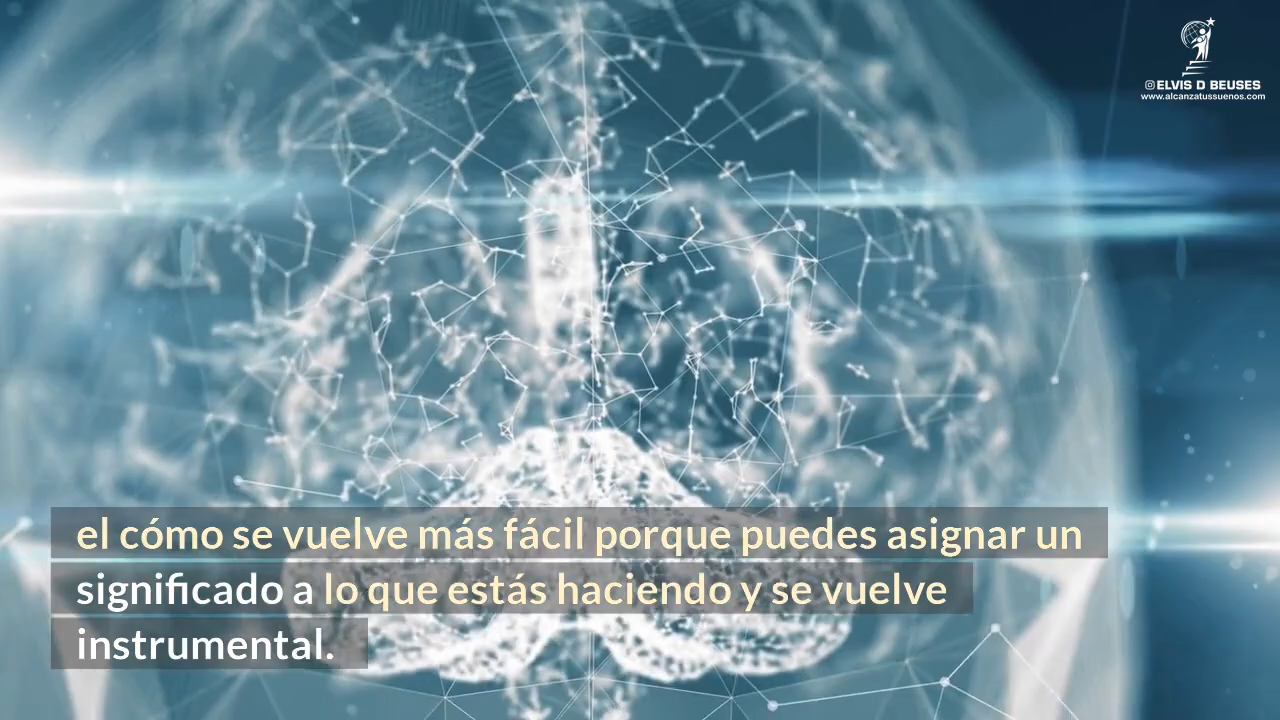 ELVIS D BEUSES
www.alcanzatussuenos.com
el cómo se vuelve más fácil porque puedes asignar un
significado a lo que estás haciendo y se vuelve
instrumental.